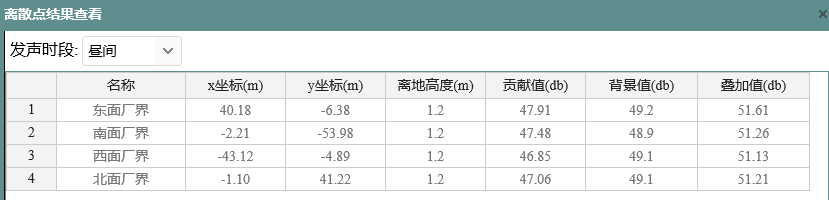 离散点结果查看
发声时段: 昼间
名称 x坐标(m) y坐标(m) 离地高度(m) 贡献值(db) 背景值(db) 叠加值(db)
1 东面厂界 40.18 -6.38 1.2 47.91 49.2 51.61
2 南面厂界 -2.21 -53.98 1.2 47.48 48.9 51.26
3 西面厂界 -43.12 -4.89 1.2 46.85 49.1 51.13
4 北面厂界 -1.10 41.22 1.2 47.06 49.1 51.21